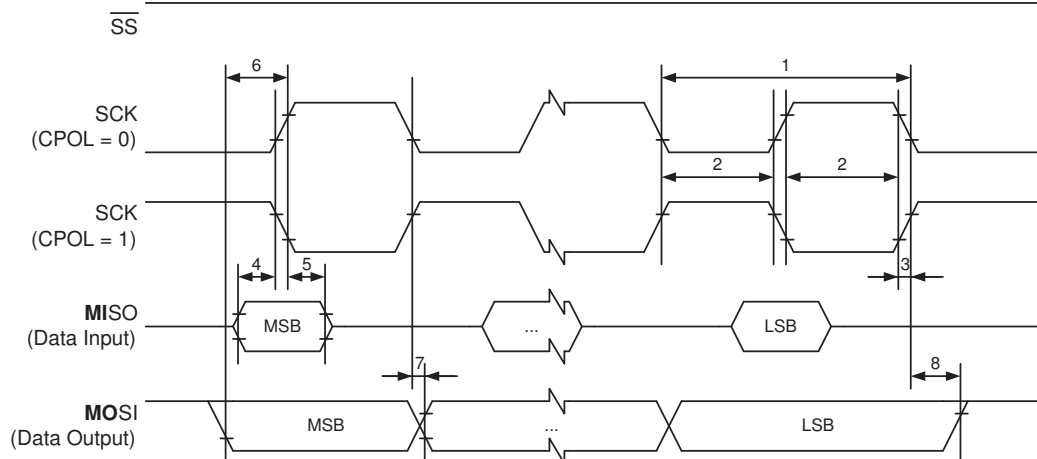 SS
6
1
SCK
(CPOL = 0)
2
2
SCK
(CPOL = 1)
4
5
3
MISO
(Data Input)
MSB
...
LSB
7
8
MOSI
(Data Output)
MSB
...
LSB